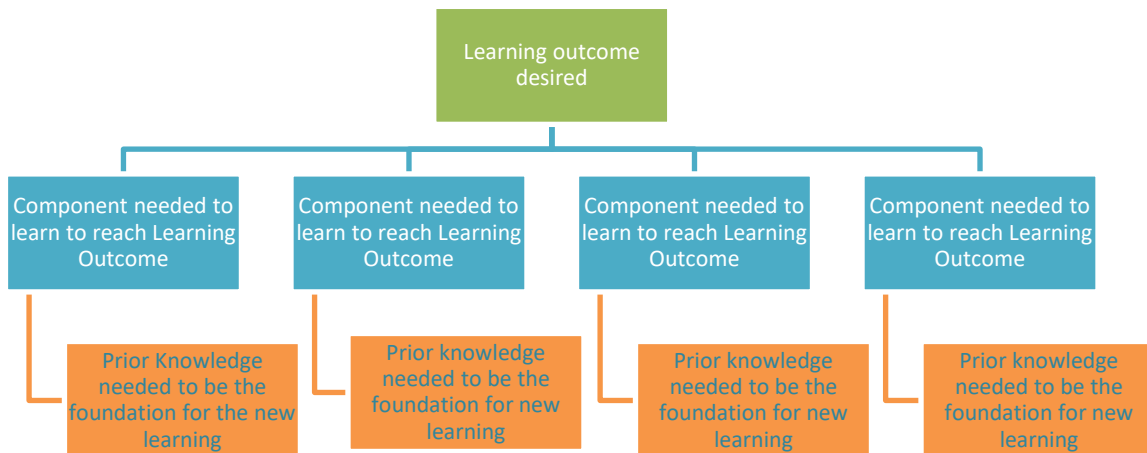 Learning outcome
desired
Component needed to
learn to reach Learning
Outcome
Component needed to
learn to reach Learning
Outcome
Component needed to
learn to reach Learning
Outcome
Component needed to
learn to reach Learning
Outcome
Prior Knowledge
needed to be the
foundation for the new
learning
Prior knowledge
needed to be the
foundation for new
learning
Prior knowledge
needed to be the
foundation for new
learning
Prior knowledge
needed to be the
foundation for new
learning